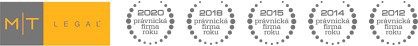 M|T
LEGAL
2020
právnická
firma
roku
2018
právnická
firma
roku
2015
právnická
firma
roku
2014
právnická
firma
roku
2012
právnická
firma
roku